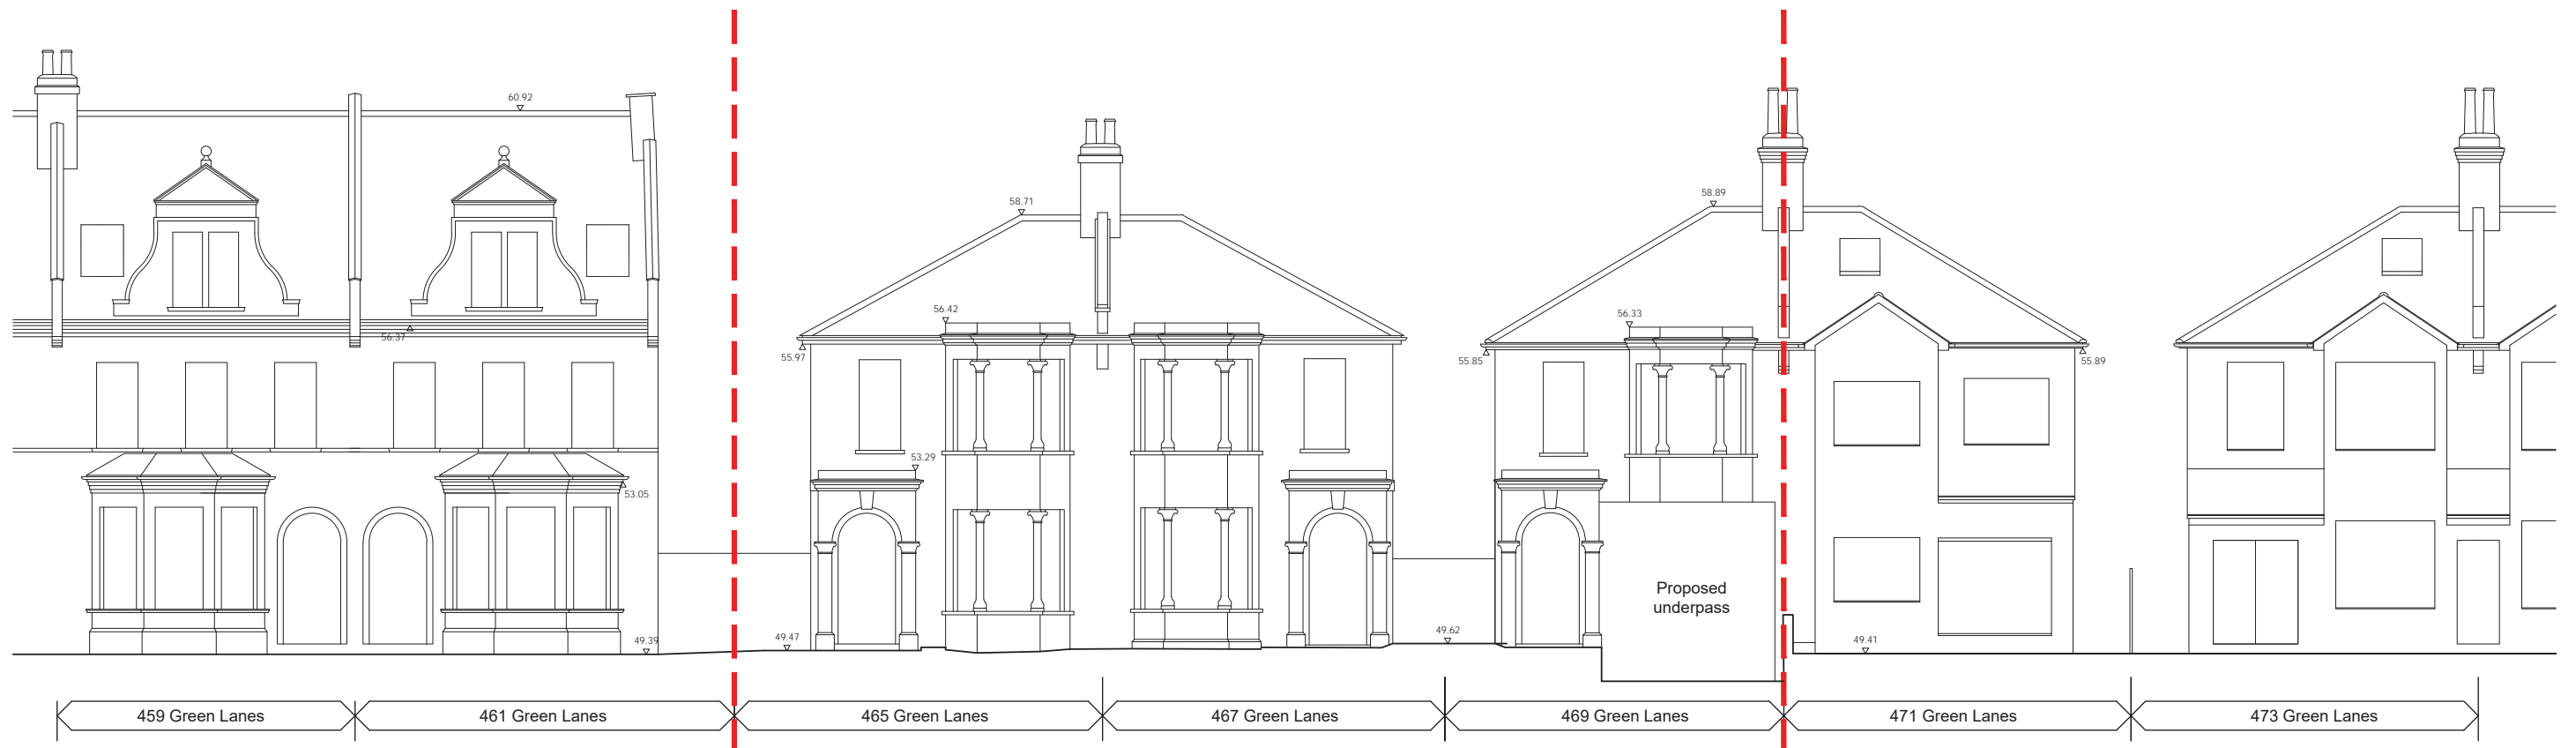 60.92
58.71
58.89
56.42
56.33
56.37
55.97
55.85
55.89
53.29
53.05
49.39
49.47
49.62
49.41
Proposed
underpass
459 Green Lanes
461 Green Lanes
465 Green Lanes
467 Green Lanes
469 Green Lanes
471 Green Lanes
473 Green Lanes